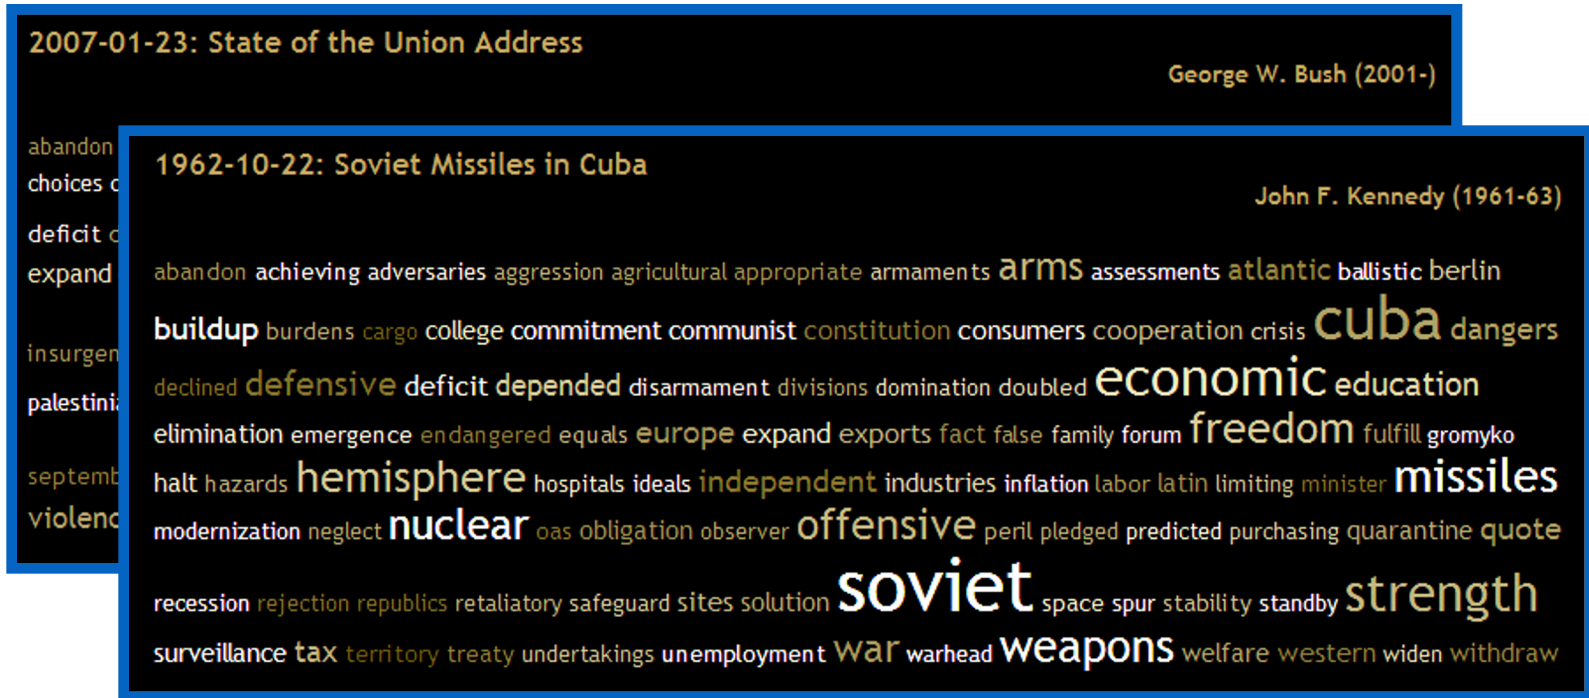 2007-01-23: State of the Union Address
George W. Bush (2001-)
abandon
choices
deficit
expand
1962-10-22: Soviet Missiles in Cuba
John F. Kennedy (1961-63)
abandon achieving adversaries aggression agricultural appropriate armaments arms assessments atlantic ballistic berlin
buildup burdens cargo college commitment communist constitution consumers cooperation crisis cuba dangers
declined defensive deficit depended disarmament divisions domination doubled economic education
elimination emergence endangered equals europe expand exports fact false family forum freedom fulfill gromyko
halt hazards hemisphere hospitals ideals independent industries inflation labor latin limiting minister missiles
modernization neglect nuclear oas obligation observer offensive peril pledged predicted purchasing quarantine quote
recession rejection republics retaliatory safeguard sites solution soviet space spur stability standby strength
surveillance tax territory treaty undertakings unemployment war warhead weapons welfare western widen withdraw